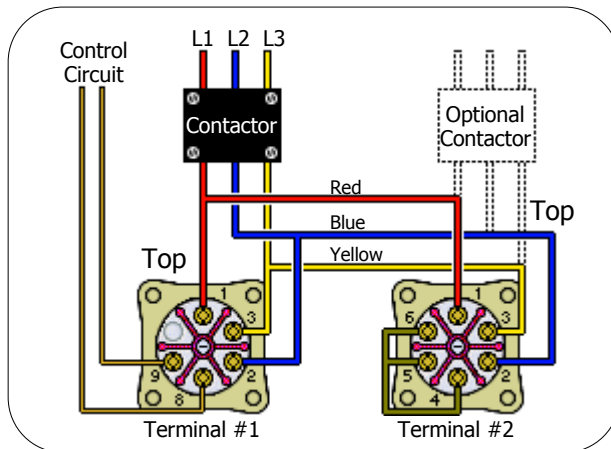 Control
Circuit
L1 L2 L3
Contactor
Optional
Contactor
Red
Blue
Yellow
Top
Top
1
3
2
8
9
1
3
2
4
5
6
Terminal #1
Terminal #2